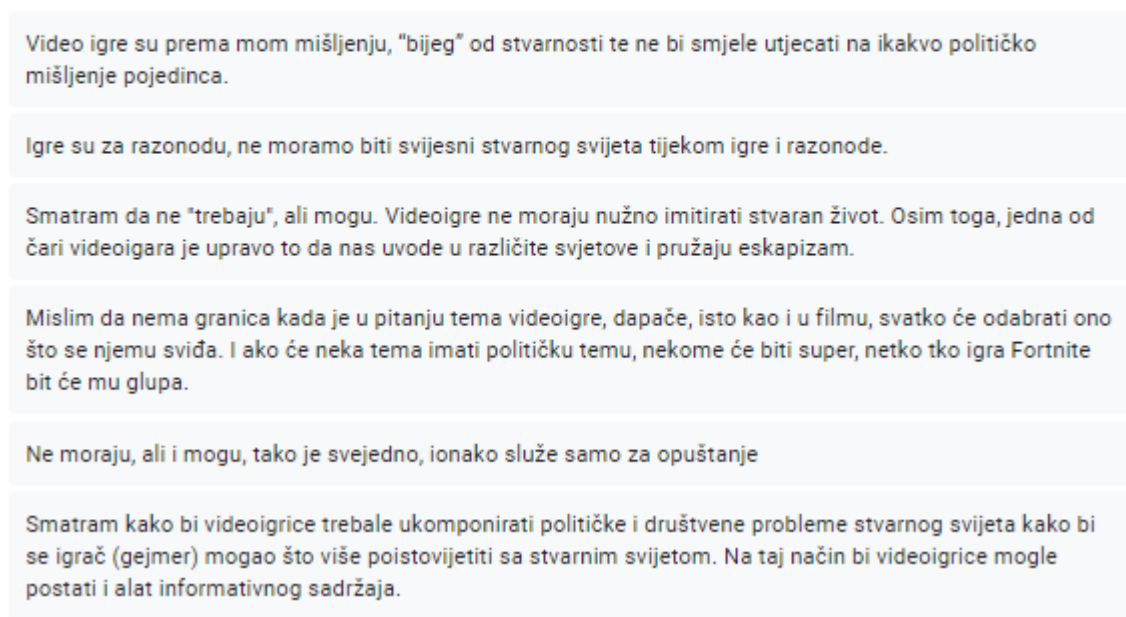 Video igre su prema mom mišljenju, “bijeg” od stvarnosti te ne bi smjele utjecati na ikakvo političko
mišljenje pojedinca.
Igre su za razonodu, ne moramo biti svijesni stvarnog svijeta tijekom igre i razonode.
Smatram da ne "trebaju", ali mogu. Videoigre ne moraju nužno imitirati stvaran život. Osim toga, jedna od
čari videoigara je upravo to da nas uvode u različite svjetove i pružaju eskapizam.
Mislim da nema granica kada je u pitanju tema videoigre, dapače, isto kao i u filmu, svatko će odabrati ono
što se njemu sviđa. I ako će neka tema imati političku temu, nekome će biti super, netko tko igra Fortnite
bit će mu glupa.
Ne moraju, ali i mogu, tako je svejedno, ionako služe samo za opuštanje
Smatram kako bi videoigrice trebale ukomponirati političke i društvene probleme stvarnog svijeta kako bi
se igrač (gejmer) mogao što više poistovijetiti sa stvarnim svijetom. Na taj način bi videoigrice mogle
postati i alat informativnog sadržaja.